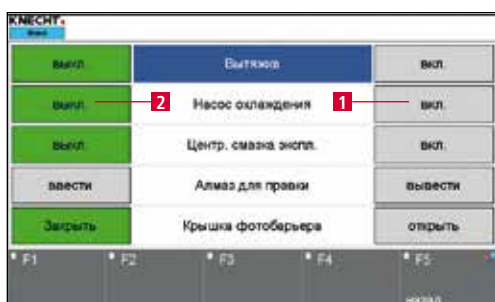 KNECHT
выкл. Вытяжка вкл.
выкл. 2 Насос охлаждения 1 вкл.
выкл. Центр. смазка экспл. вкл.
ввести Алмаз для правки вывести
Закрыть Крышка фотобарьера открыть
F1 F2 F3 F4 F5
назад